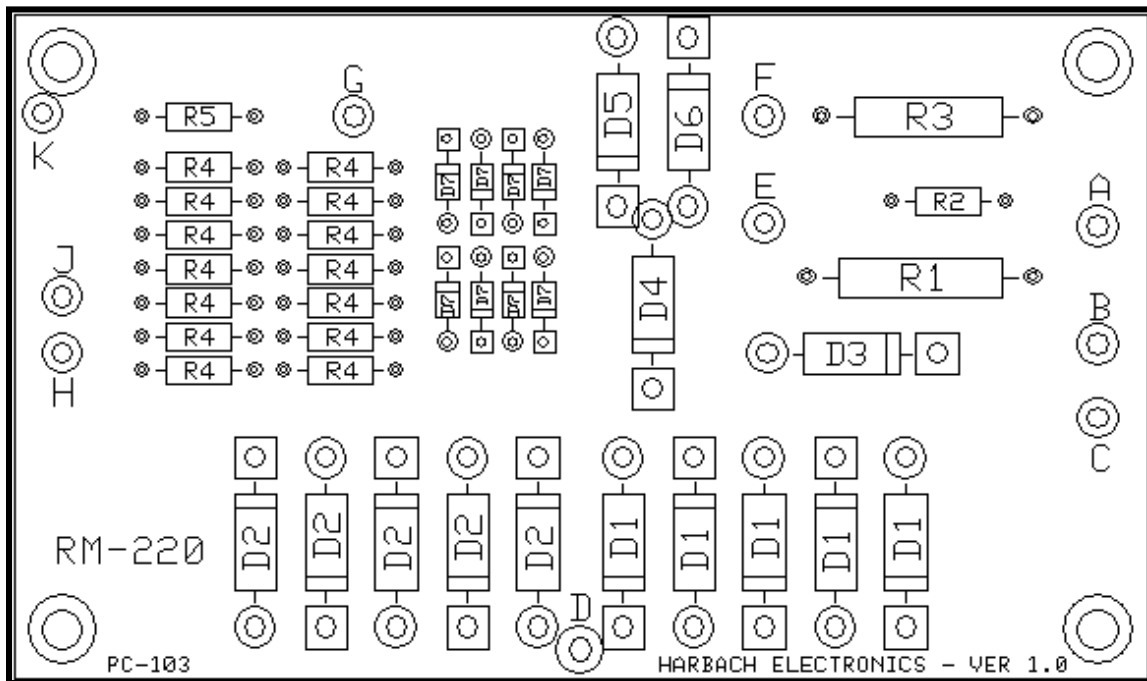 G
F
D5
D6
R5
R3
K
R4 R4
D7 D7 D7 D7
E
A
R4 R4
R2
R4 R4
J
R4 R4
R1
D7 D7 D7 D7
D4
B
R4 R4
R4 R4
D3
H
R4 R4
C
RM-220
D2 D2 D2 D2 D2 D1 D1 D1 D1 D1
D
PC-103
HARBACH ELECTRONICS - VER 1.0